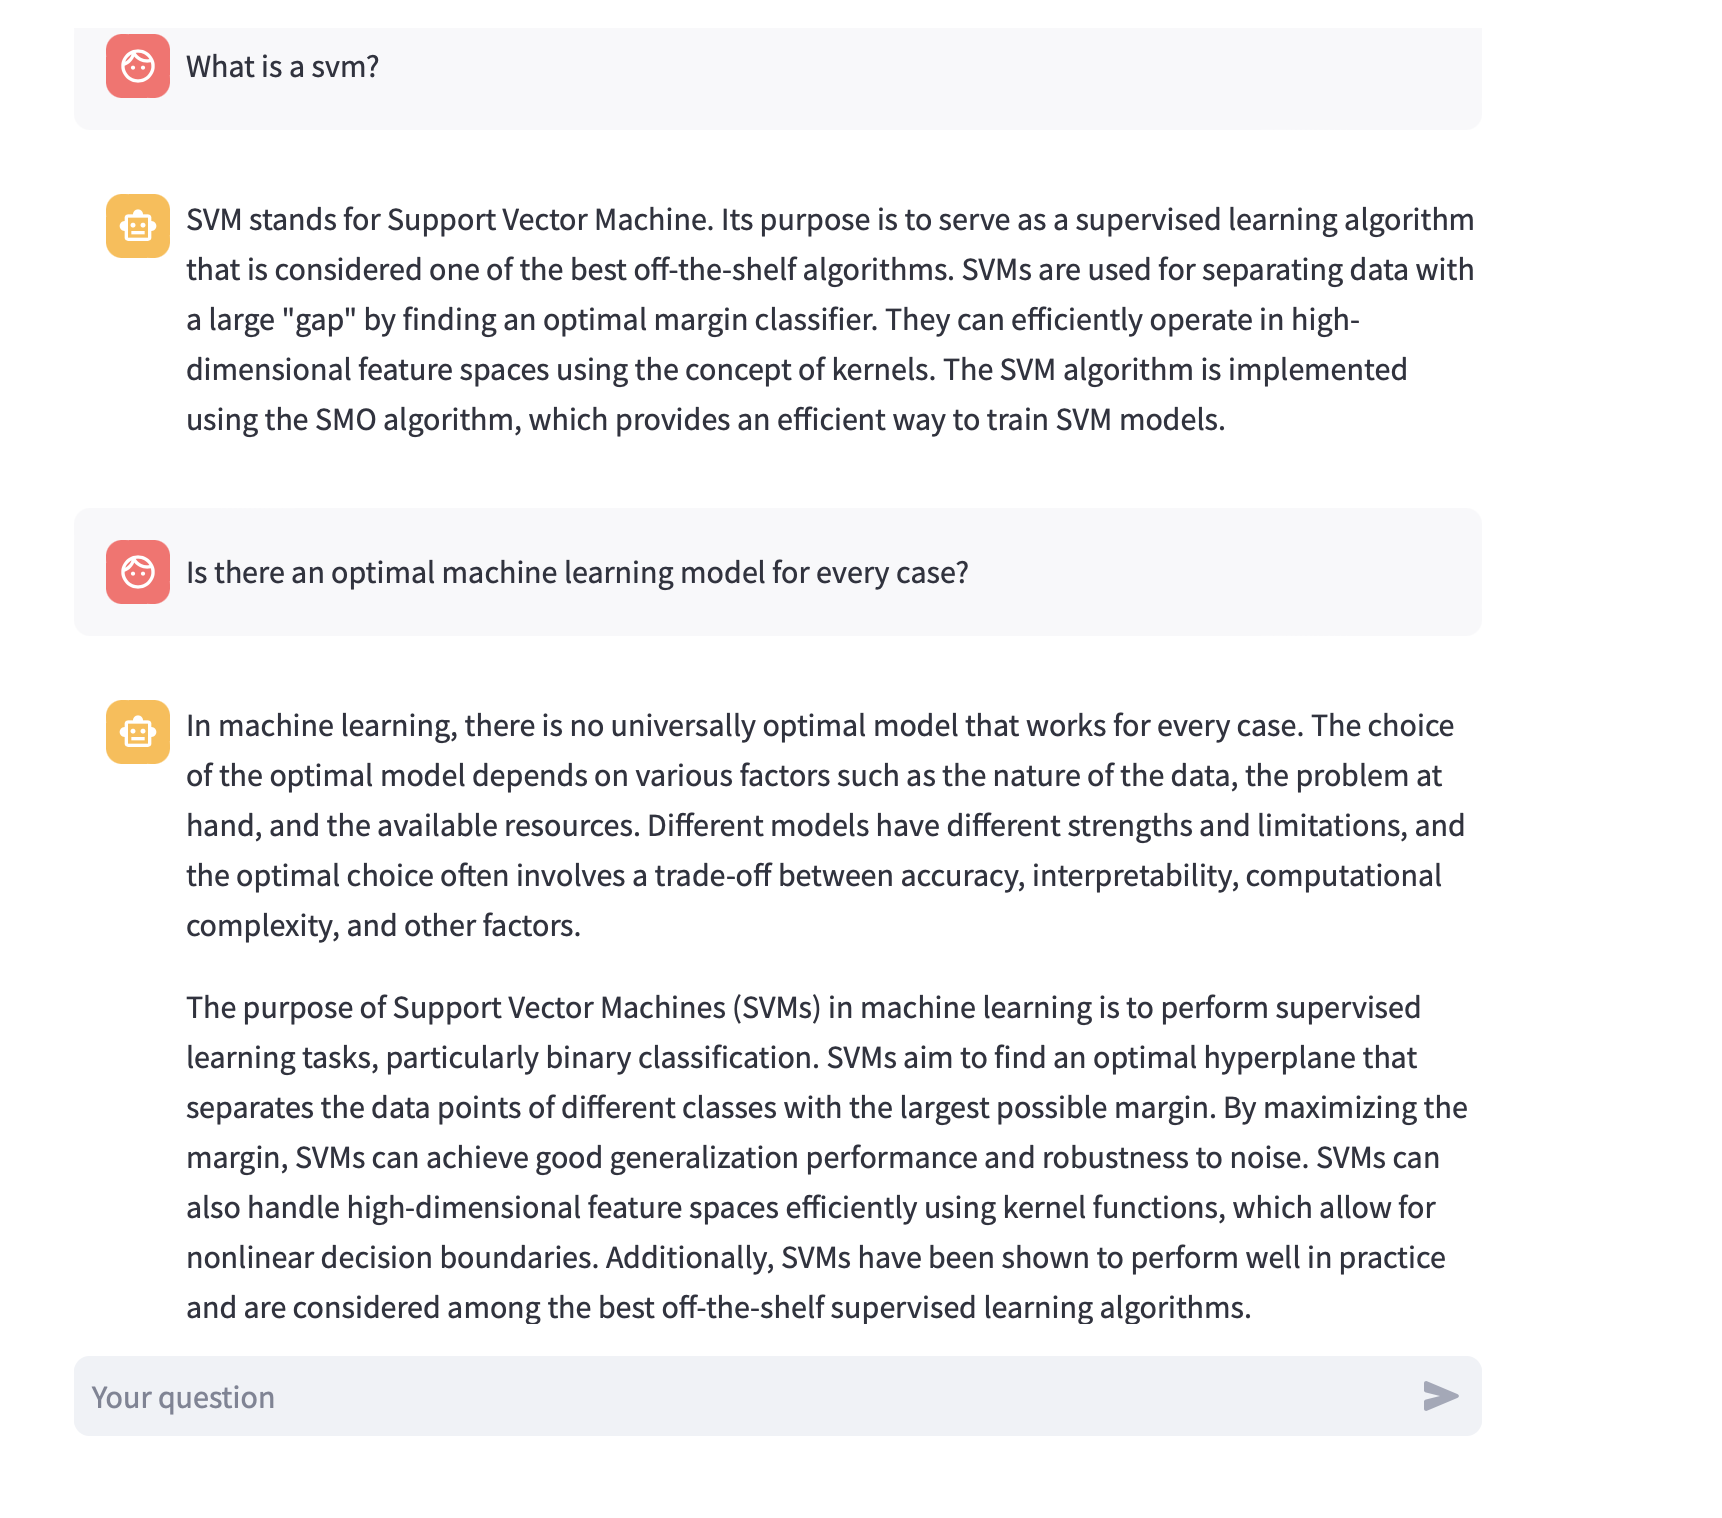 What is a svm?
SVM stands for Support Vector Machine. Its purpose is to serve as a supervised learning algorithm
that is considered one of the best off-the-shelf algorithms. SVMs are used for separating data with
a large "gap" by finding an optimal margin classifier. They can efficiently operate in high-
dimensional feature spaces using the concept of kernels. The SVM algorithm is implemented
using the SMO algorithm, which provides an efficient way to train SVM models.
Is there an optimal machine learning model for every case?
In machine learning, there is no universally optimal model that works for every case. The choice
of the optimal model depends on various factors such as the nature of the data, the problem at
hand, and the available resources. Different models have different strengths and limitations, and
the optimal choice often involves a trade-off between accuracy, interpretability, computational
complexity, and other factors.
The purpose of Support Vector Machines (SVMs) in machine learning is to perform supervised
learning tasks, particularly binary classification. SVMs aim to find an optimal hyperplane that
separates the data points of different classes with the largest possible margin. By maximizing the
margin, SVMs can achieve good generalization performance and robustness to noise. SVMs can
also handle high-dimensional feature spaces efficiently using kernel functions, which allow for
nonlinear decision boundaries. Additionally, SVMs have been shown to perform well in practice
and are considered among the best off-the-shelf supervised learning algorithms.
Your question